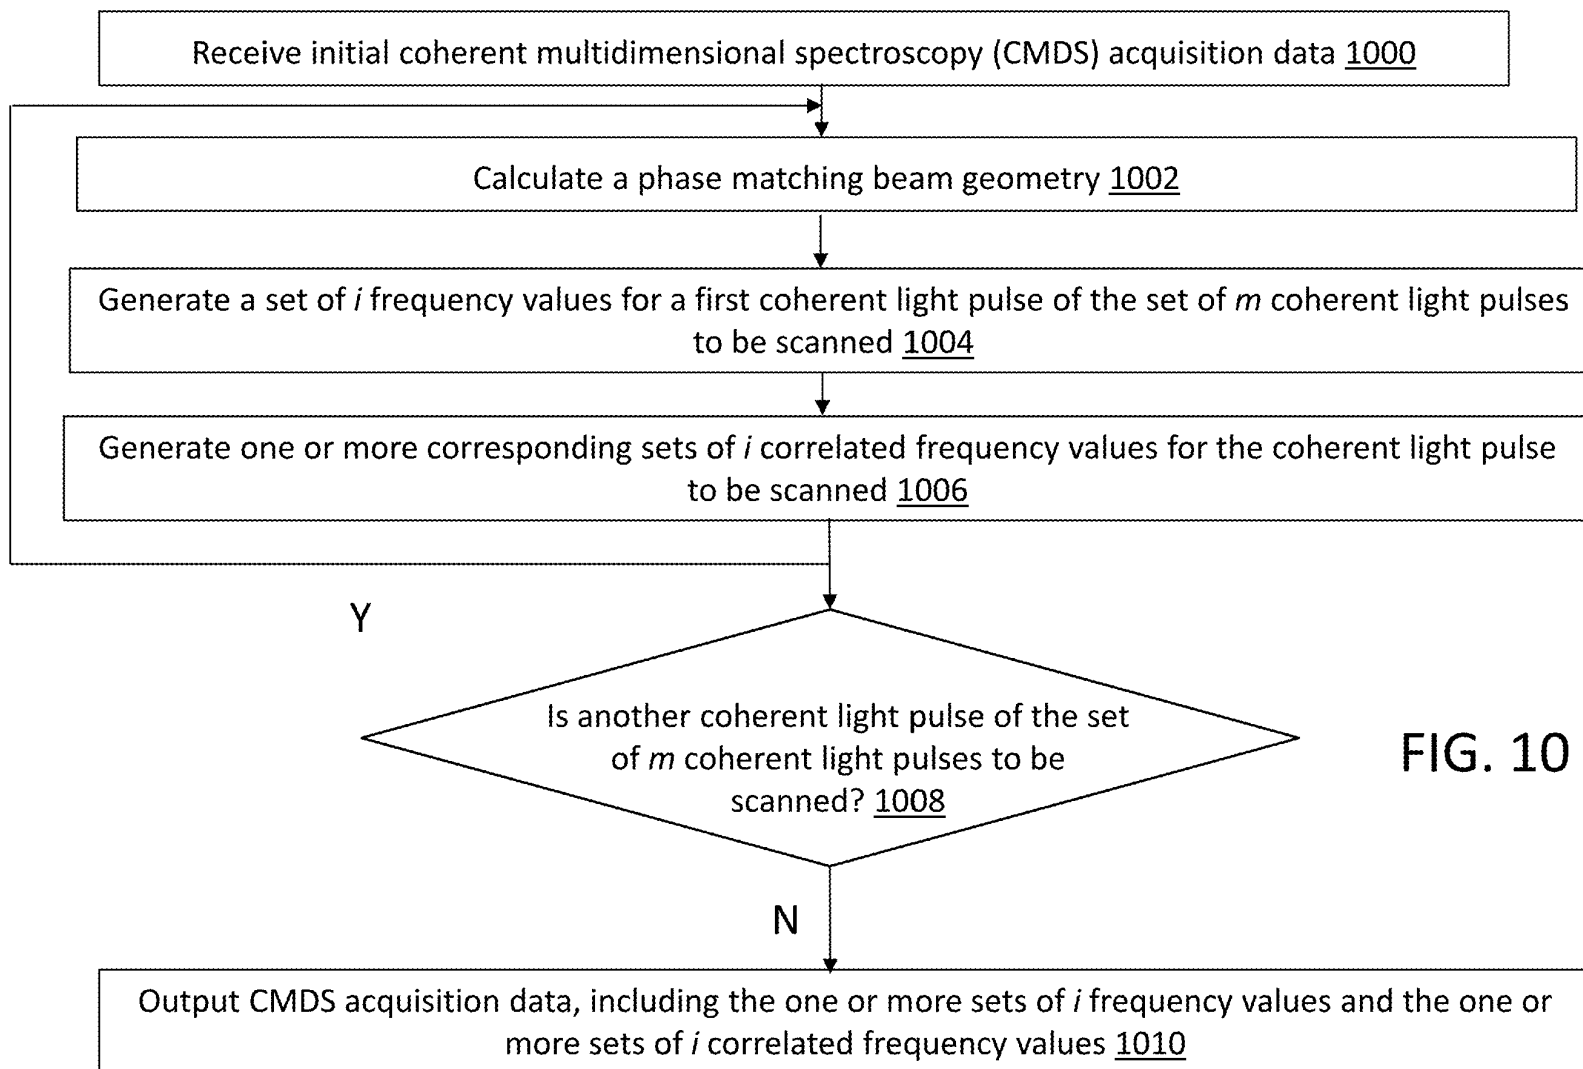 Receive initial coherent multidimensional spectroscopy (CMDS) acquisition data 1000
Calculate a phase matching beam geometry 1002
Generate a set of i frequency values for a first coherent light pulse of the set of m coherent light pulses
to be scanned 1004
Generate one or more corresponding sets of i correlated frequency values for the coherent light pulse
to be scanned 1006
Y
Is another coherent light pulse of the set
of m coherent light pulses to be
scanned? 1008
FIG. 10
N
Output CMDS acquisition data, including the one or more sets of i frequency values and the one or
more sets of i correlated frequency values 1010